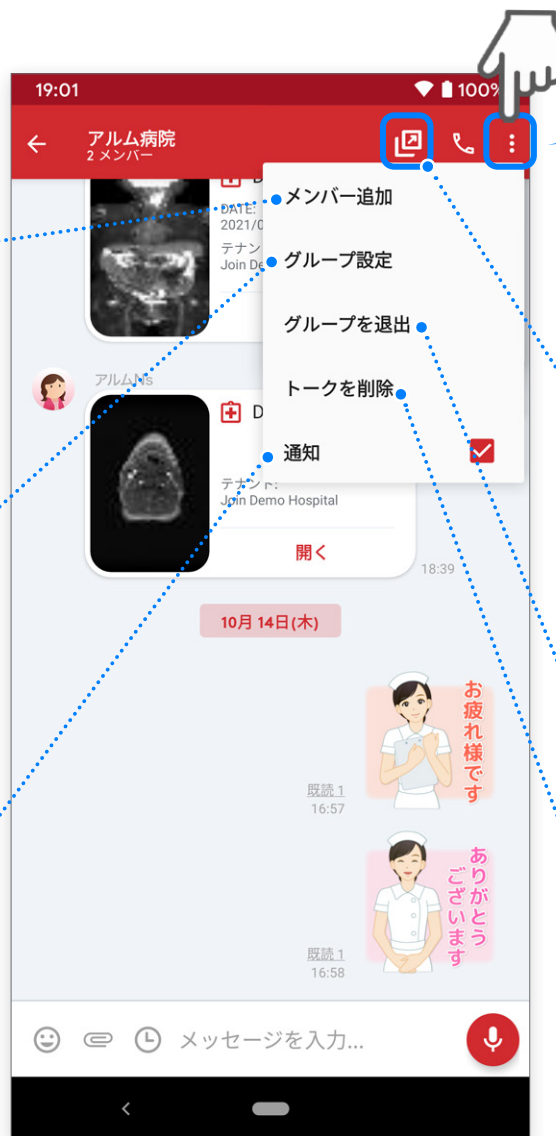 19:01
100%
アルム病院
2 メンバー
メンバー追加
グループ設定
グループを退出
トークを削除
通知
D
DATE:
2021/0
テナン
Join De
アルムNs
D
テナント:
Join Demo Hospital
開く
18:39
10月 14日(木)
お疲れ様です
既読 1
16:57
ありがとう
ございます
既読 1
16:58
メッセージを入力...